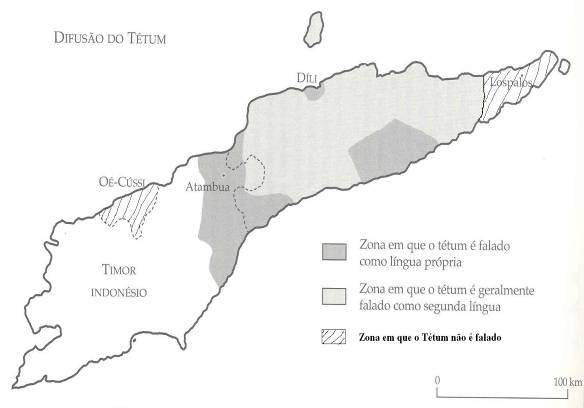 DIFUSÃO DO TÉTUM
DÍLI
Lospalos
OÉ-CÚSSI
Atambua
TIMOR
INDONÉSIO
Zona em que o tétum é falado
como língua própria
Zona em que o tétum é geralmente
falado como segunda língua
Zona em que o Tétum não é falado
0
100 km